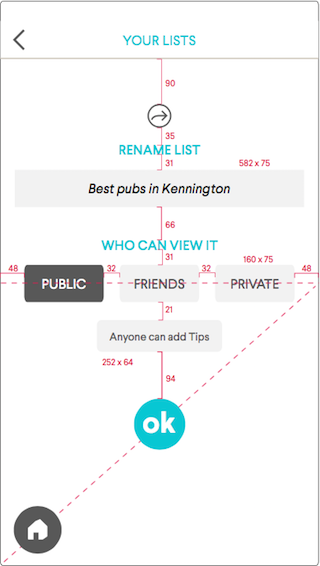 YOUR LISTS
90
35
RENAME LIST
31
582 x 75
Best pubs in Kennington
66
WHO CAN VIEW IT
31
160 x 75
48 32 32 48
PUBLIC FRIENDS PRIVATE
21
Anyone can add Tips
252 x 64
94
ok